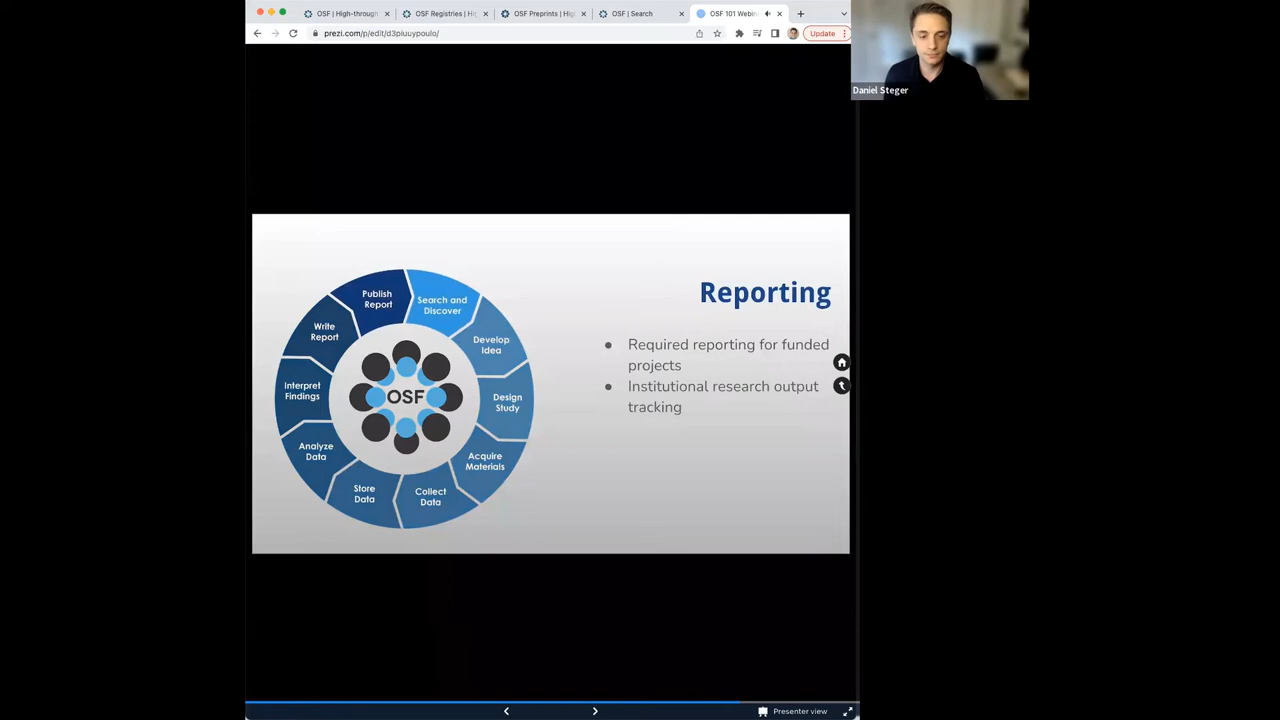 OSF | High-through
OSF Registries | Hi
OSF Preprints | Hi
OSF | Search
OSF 101 Webin
prezi.com/p/edit/d3piuuypoulo/
Update
Daniel Steger
Publish
Report
Search and
Discover
Write
Report
Develop
Idea
Interpret
Findings
OSF
Design
Study
Analyze
Data
Acquire
Materials
Store
Data
Collect
Data
Reporting
Required reporting for funded
projects
Institutional research output
tracking
Presenter view